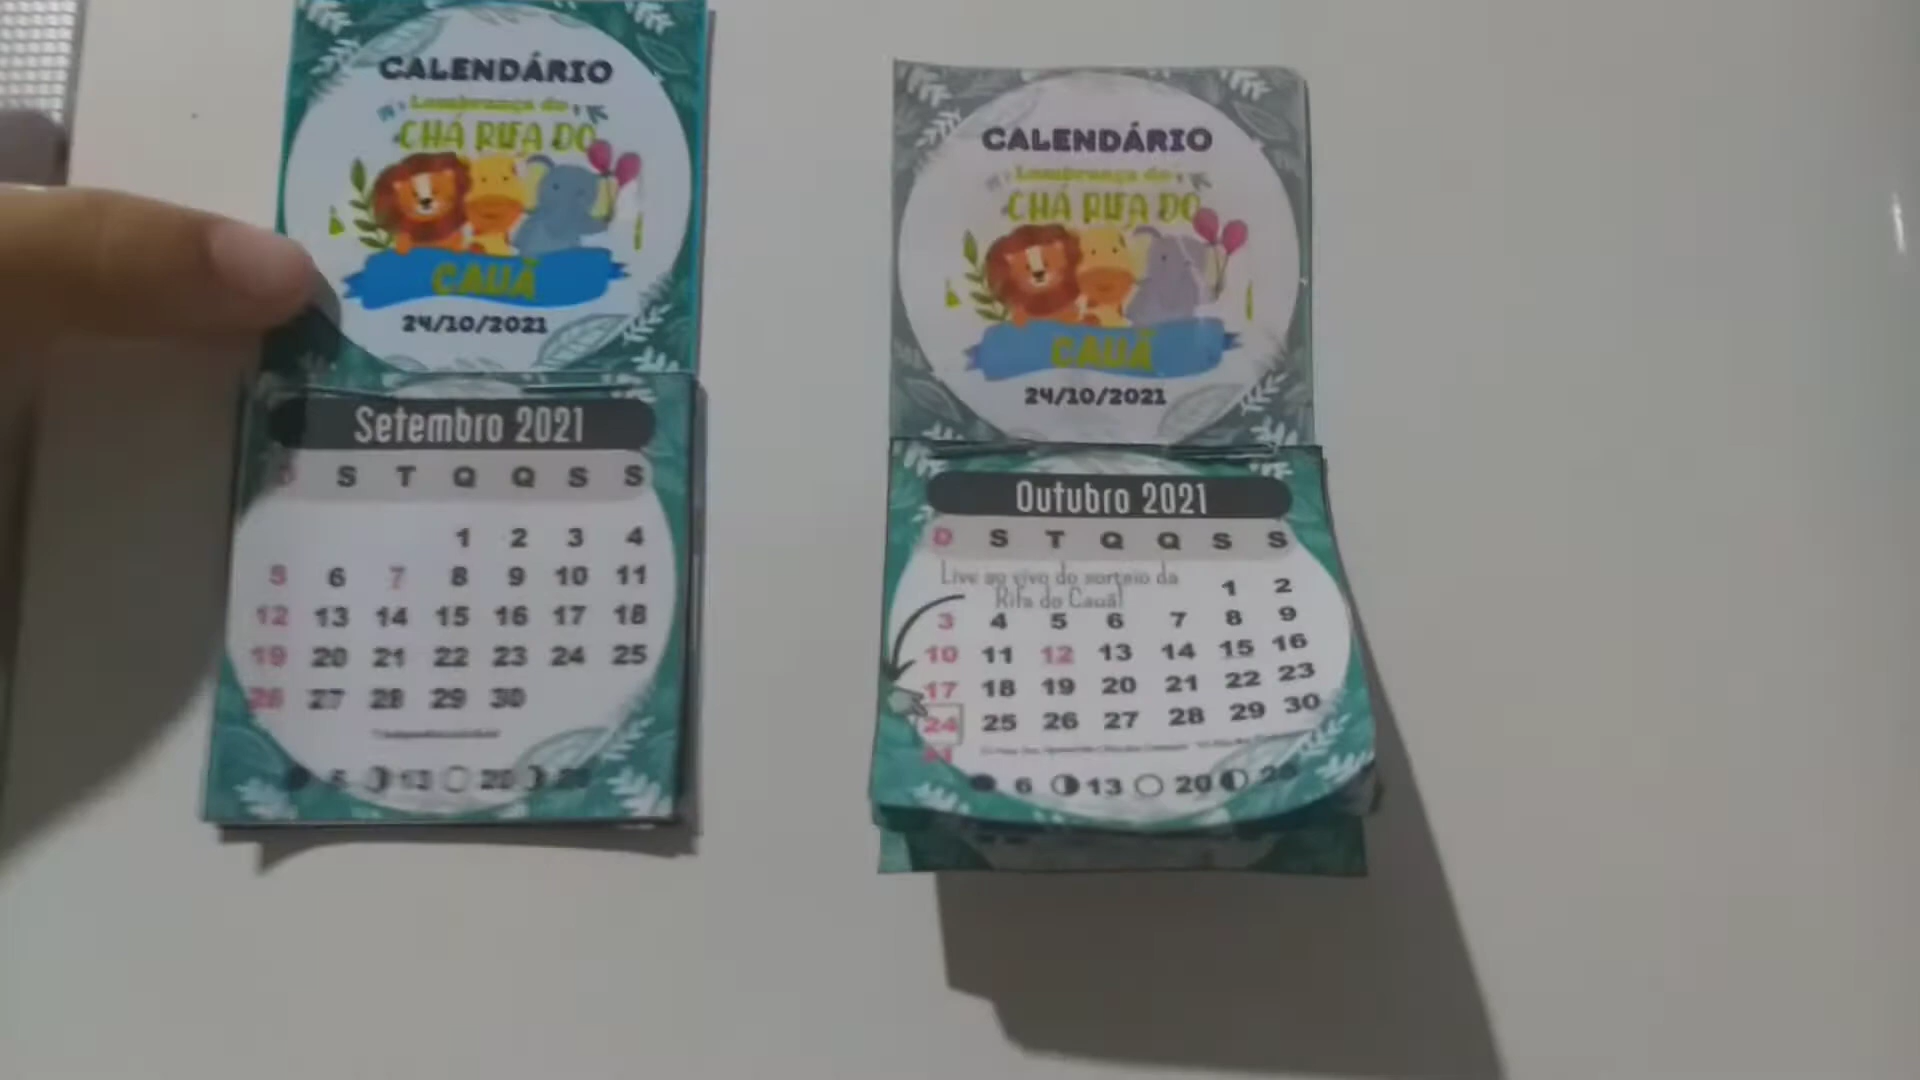 CALENDÁRIO
Lembrança do
CHÁ RIFA DO
CAUÃ
24/10/2021
Setembro 2021
D S T Q Q S S
1 2 3 4
5 6 7 8 9 10 11
12 13 14 15 16 17 18
19 20 21 22 23 24 25
26 27 28 29 30
6 13 20
CALENDÁRIO
Lembrança do
CHÁ RIFA DO
CAUÃ
24/10/2021
Outubro 2021
D S T Q Q S S
Live ao vivo do sorteio da
Rifa do Cauã!
1 2
3 4 5 6 7 8 9
10 11 12 13 14 15 16
17 18 19 20 21 22 23
24 25 26 27 28 29 30
31
6 13 20 28